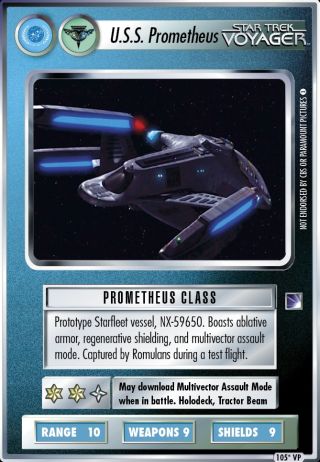 U.S.S. Prometheus
STAR TREK
VOYAGER
NOT ENDORSED BY CBS OR PARAMOUNT PICTURES
PROMETHEUS CLASS
Prototype Starfleet vessel, NX-59650. Boasts ablative
armor, regenerative shielding, and multivector assault
mode. Captured by Romulans during a test flight.
May download Multivector Assault Mode
when in battle. Holodeck, Tractor Beam
RANGE 10 WEAPONS 9 SHIELDS 9
105* VP